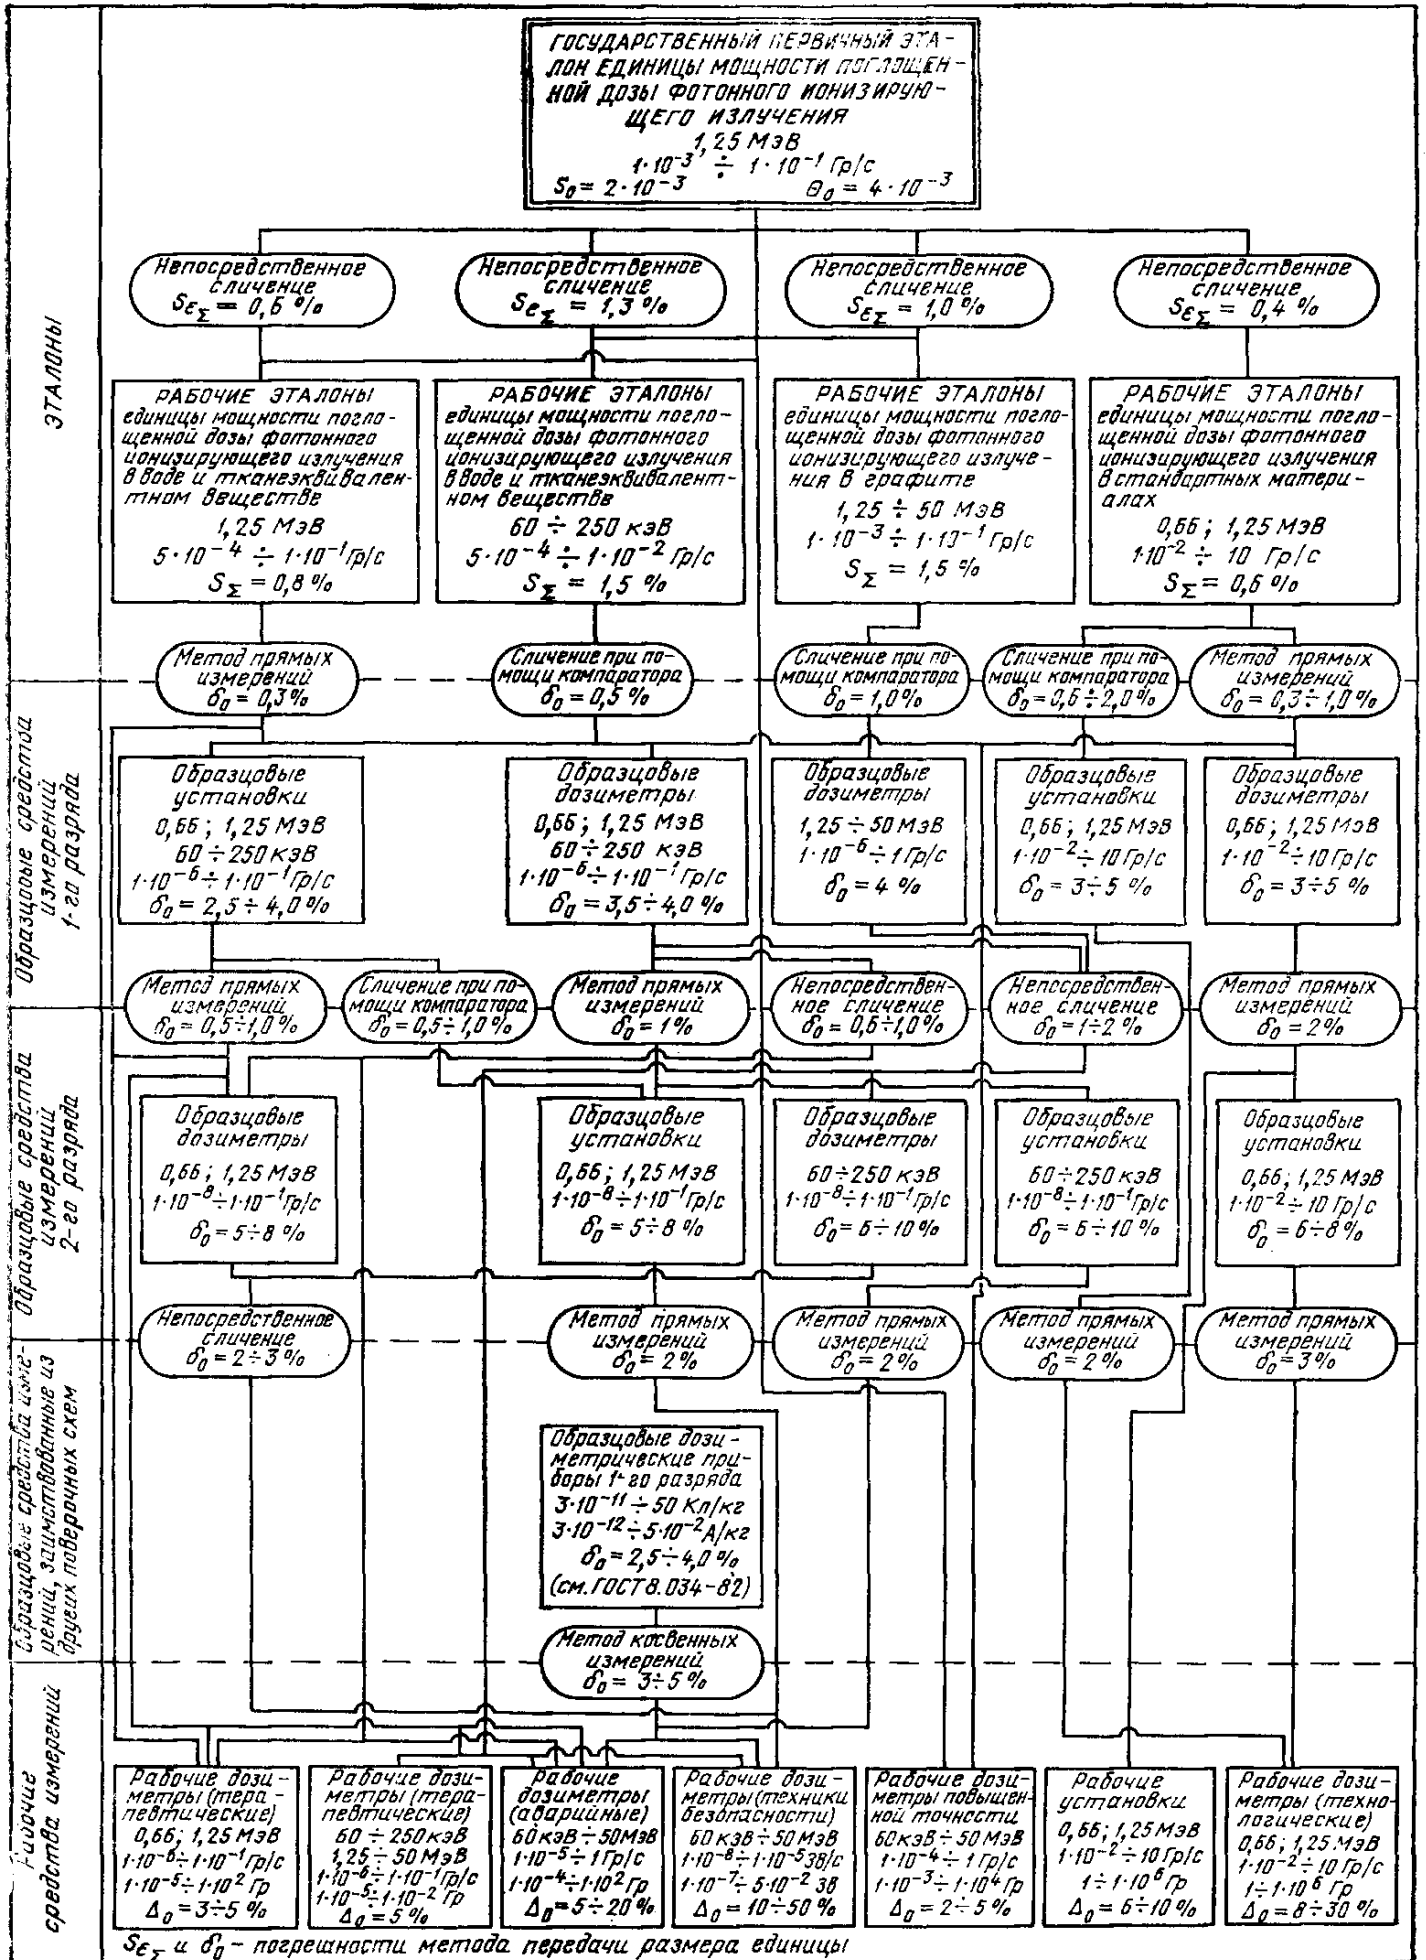 ГОСУДАРСТВЕННЫЙ ПЕРВИЧНЫЙ ЭТА-
ЛОН ЕДИНИЦЫ МОЩНОСТИ ПОГЛОЩЕН-
НОЙ ДОЗЫ ФОТОННОГО ИОНИЗИРУЮ-
ЩЕГО ИЗЛУЧЕНИЯ
1,25 МэВ
1·10⁻³ ÷ 1·10⁻¹ Гр/с
S₀ = 2·10⁻³ Θ₀ = 4·10⁻³
ЭТАЛОНЫ
Непосредственное
сличение
S_ε_Σ = 0,6 %
Непосредственное
сличение
S_ε_Σ = 1,3 %
Непосредственное
сличение
S_ε_Σ = 1,0 %
Непосредственное
сличение
S_ε_Σ = 0,4 %
РАБОЧИЕ ЭТАЛОНЫ
единицы мощности погло-
щенной дозы фотонного
ионизирующего излучения
в воде и тканеэквивален-
тном веществе
1,25 МэВ
5·10⁻⁴ ÷ 1·10⁻¹ Гр/с
S_Σ = 0,8 %
РАБОЧИЕ ЭТАЛОНЫ
единицы мощности погло-
щенной дозы фотонного
ионизирующего излучения
в воде и тканеэквивалент-
ном веществе
60 ÷ 250 кэВ
5·10⁻⁴ ÷ 1·10⁻² Гр/с
S_Σ = 1,5 %
РАБОЧИЕ ЭТАЛОНЫ
единицы мощности погло-
щенной дозы фотонного
ионизирующего излуче-
ния в графите
1,25 ÷ 50 МэВ
1·10⁻³ ÷ 1·10⁻¹ Гр/с
S_Σ = 1,5 %
РАБОЧИЕ ЭТАЛОНЫ
единицы мощности погло-
щенной дозы фотонного
ионизирующего излучения
в стандартных матери-
алах
0,66; 1,25 МэВ
1·10⁻² ÷ 10 Гр/с
S_Σ = 0,6 %
Метод прямых
измерений
δ₀ = 0,3 %
Сличение при по-
мощи компаратора
δ₀ = 0,5 %
Сличение при по-
мощи компаратора
δ₀ = 1,0 %
Сличение при по-
мощи компаратора
δ₀ = 0,6 ÷ 2,0 %
Метод прямых
измерений
δ₀ = 0,3 ÷ 1,0 %
Образцовые средства
измерений
1-го разряда
Образцовые
установки
0,66; 1,25 МэВ
60 ÷ 250 кэВ
1·10⁻⁶ ÷ 1·10⁻¹ Гр/с
δ₀ = 2,5 ÷ 4,0 %
Образцовые
дозиметры
0,66; 1,25 МэВ
60 ÷ 250 кэВ
1·10⁻⁶ ÷ 1·10⁻¹ Гр/с
δ₀ = 3,5 ÷ 4,0 %
Образцовые
дозиметры
1,25 ÷ 50 МэВ
1·10⁻⁶ ÷ 1 Гр/с
δ₀ = 4 %
Образцовые
установки
0,66; 1,25 МэВ
1·10⁻² ÷ 10 Гр/с
δ₀ = 3 ÷ 5 %
Образцовые
дозиметры
0,66; 1,25 МэВ
1·10⁻² ÷ 10 Гр/с
δ₀ = 3 ÷ 5 %
Метод прямых
измерений
δ₀ = 0,5 ÷ 1,0 %
Сличение при по-
мощи компаратора
δ₀ = 0,5 ÷ 1,0 %
Метод прямых
измерений
δ₀ = 1 %
Непосредствен-
ное сличение
δ₀ = 0,6 ÷ 1,0 %
Непосредствен-
ное сличение
δ₀ = 1 ÷ 2 %
Метод прямых
измерений
δ₀ = 2 %
Образцовые средства
измерений
2-го разряда
Образцовые
дозиметры
0,66; 1,25 МэВ
1·10⁻⁸ ÷ 1·10⁻¹ Гр/с
δ₀ = 5 ÷ 8 %
Образцовые
установки
0,66; 1,25 МэВ
1·10⁻⁸ ÷ 1·10⁻¹ Гр/с
δ₀ = 5 ÷ 8 %
Образцовые
дозиметры
60 ÷ 250 кэВ
1·10⁻⁸ ÷ 1·10⁻¹ Гр/с
δ₀ = 6 ÷ 10 %
Образцовые
установки
60 ÷ 250 кэВ
1·10⁻⁸ ÷ 1·10⁻¹ Гр/с
δ₀ = 6 ÷ 10 %
Образцовые
установки
0,66; 1,25 МэВ
1·10⁻² ÷ 10 Гр/с
δ₀ = 6 ÷ 8 %
Непосредственное
сличение
δ₀ = 2 ÷ 3 %
Метод прямых
измерений
δ₀ = 2 %
Метод прямых
измерений
δ₀ = 2 %
Метод прямых
измерений
δ₀ = 2 %
Метод прямых
измерений
δ₀ = 3 %
Образцовые средства изме-
рений, заимствованные из
других поверочных схем
Образцовые дози-
метрические при-
боры 1-го разряда
3·10⁻¹¹ ÷ 50 Кл/кг
3·10⁻¹² ÷ 5·10⁻² А/кг
δ₀ = 2,5 ÷ 4,0 %
(см. ГОСТ 8.034-82)
Метод косвенных
измерений
δ₀ = 3 ÷ 5 %
Рабочие
средства измерений
Рабочие дози-
метры (тера-
певтические)
0,66; 1,25 МэВ
1·10⁻⁶ ÷ 1·10⁻¹ Гр/с
1·10⁻⁵ ÷ 1·10² Гр
Δ₀ = 3 ÷ 5 %
Рабочие дози-
метры (тера-
певтические)
60 ÷ 250 кэВ
1,25 ÷ 50 МэВ
1·10⁻⁶ ÷ 1·10⁻¹ Гр/с
1·10⁻⁵ ÷ 1·10⁻² Гр
Δ₀ = 5 %
Рабочие
дозиметры
(аварийные)
60 кэВ ÷ 50 МэВ
1·10⁻⁵ ÷ 1 Гр/с
1·10⁻⁴ ÷ 1·10² Гр
Δ₀ = 5 ÷ 20 %
Рабочие дози-
метры (техники
безопасности)
60 кэВ ÷ 50 МэВ
1·10⁻⁸ ÷ 1·10⁻⁵ Зв/с
1·10⁻⁷ ÷ 5·10⁻² Зв
Δ₀ = 10 ÷ 50 %
Рабочие дози-
метры повышен-
ной точности
60 кэВ ÷ 50 МэВ
1·10⁻⁴ ÷ 1 Гр/с
1·10⁻³ ÷ 1·10⁴ Гр
Δ₀ = 2 ÷ 5 %
Рабочие
установки
0,66; 1,25 МэВ
1·10⁻² ÷ 10 Гр/с
1 ÷ 1·10⁶ Гр
Δ₀ = 6 ÷ 10 %
Рабочие дози-
метры (техно-
логические)
0,66; 1,25 МэВ
1·10⁻² ÷ 10 Гр/с
1 ÷ 1·10⁶ Гр
Δ₀ = 8 ÷ 30 %
S_ε_Σ и δ₀ - погрешности метода передачи размера единицы